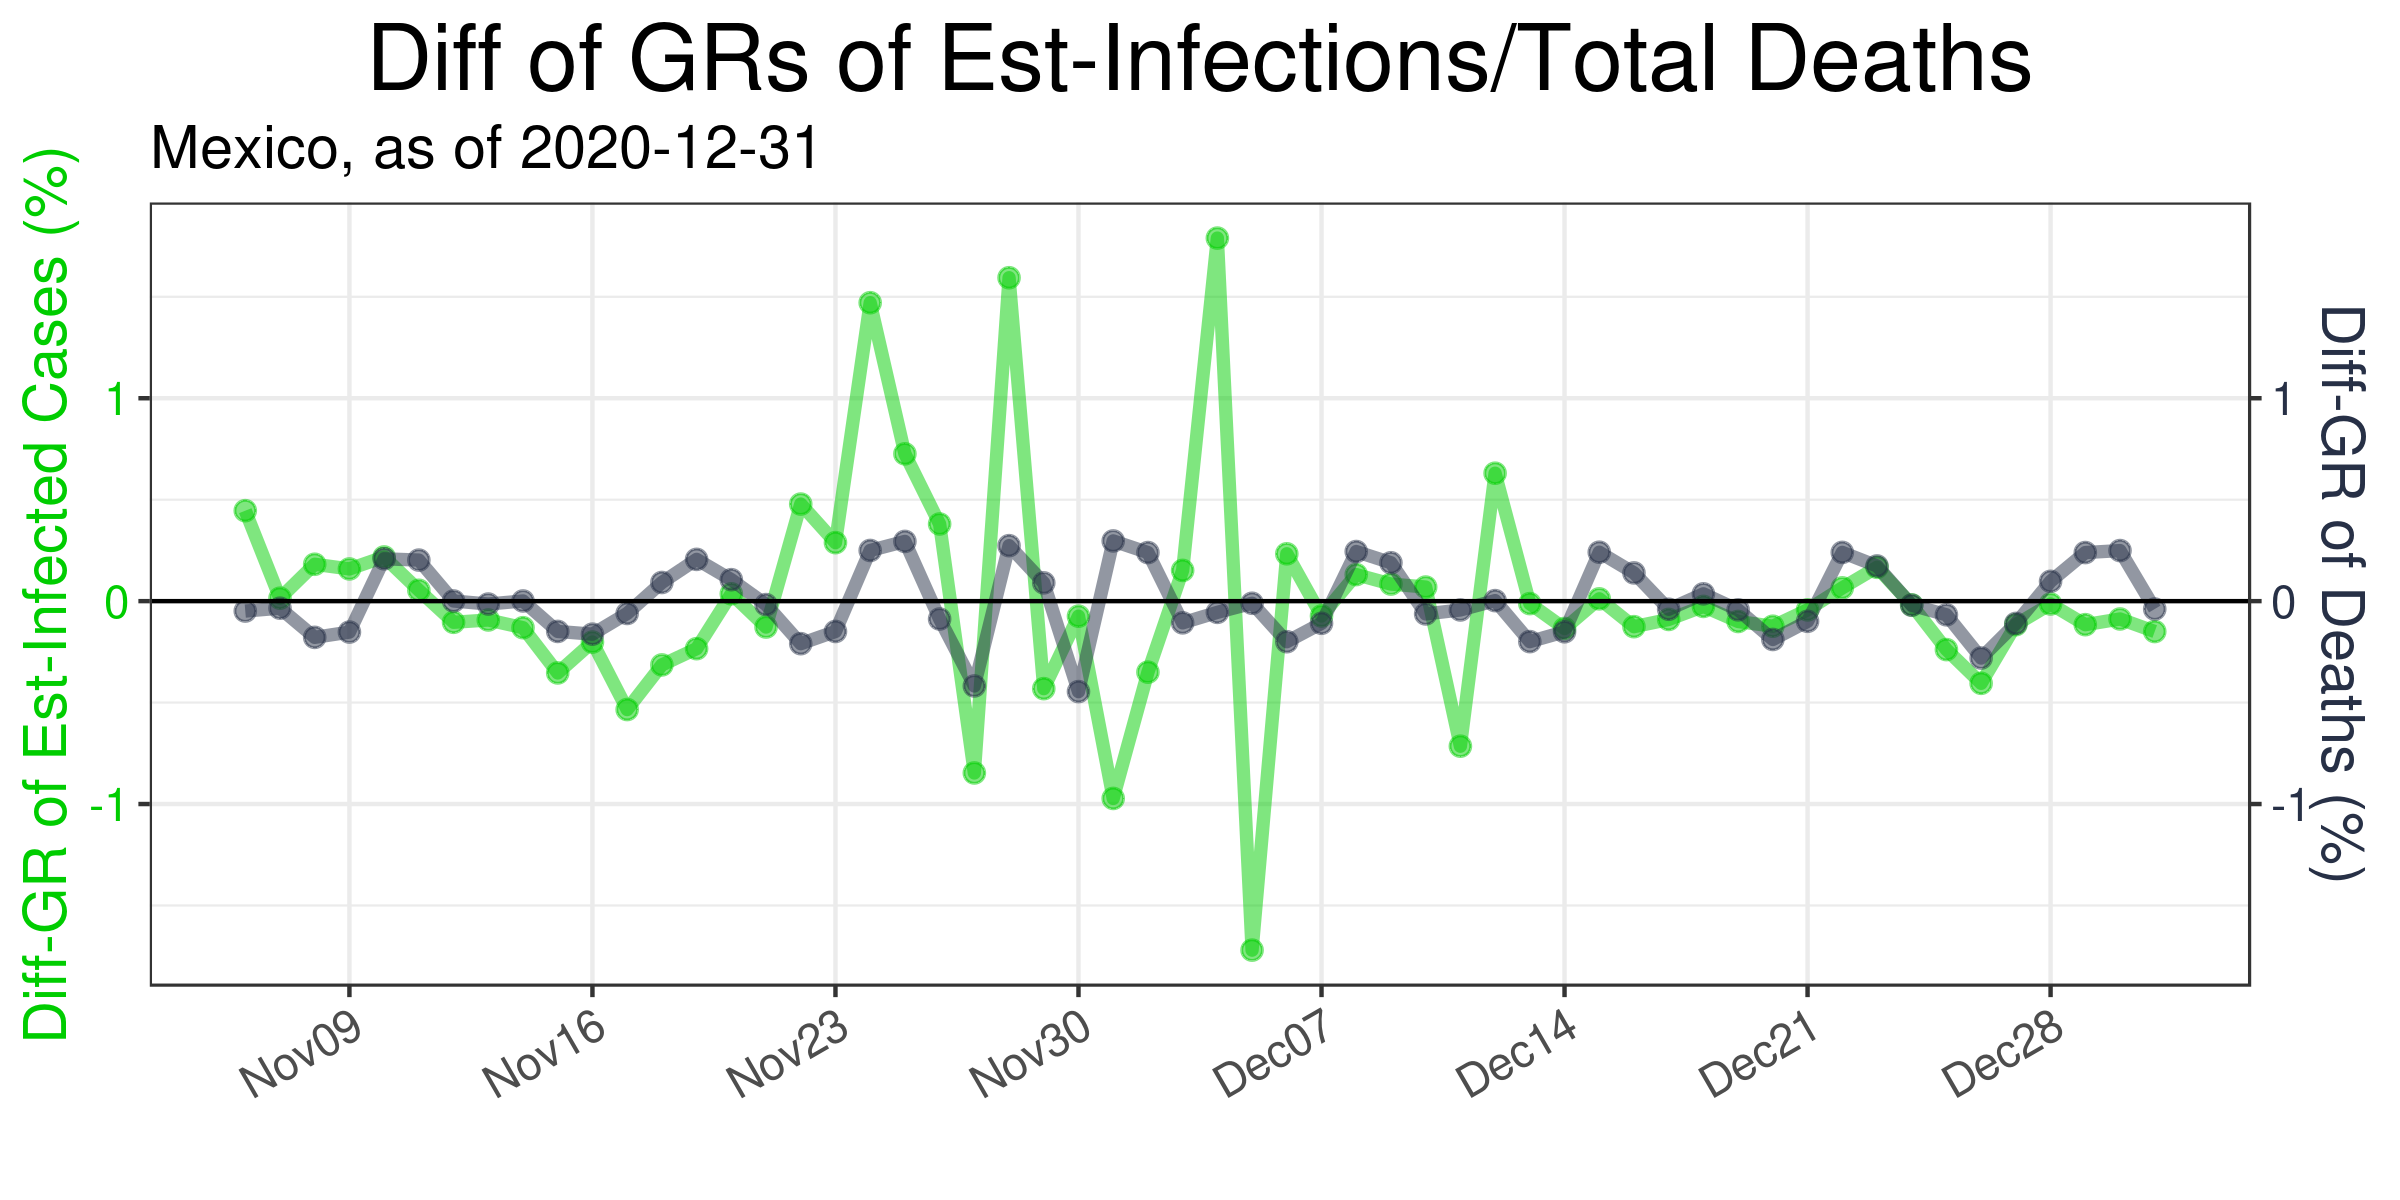 Diff of GRs of Est-Infections/Total Deaths
Mexico, as of 2020-12-31
Diff-GR of Est-Infected Cases (%)
1
0
-1
1
0
-1
Diff-GR of Deaths (%)
Nov09
Nov16
Nov23
Nov30
Dec07
Dec14
Dec21
Dec28